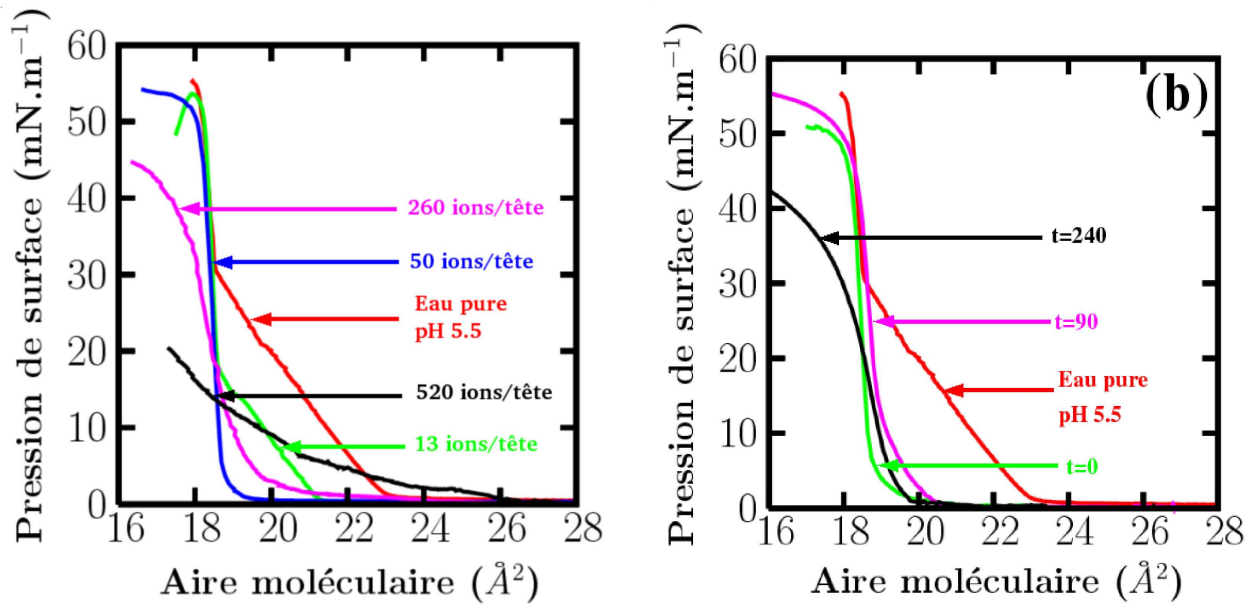 Pression de surface (mN.m⁻¹)
60
50
40
30
20
10
0
260 ions/tête
50 ions/tête
Eau pure
pH 5.5
520 ions/tête
13 ions/tête
16 18 20 22 24 26 28
Aire moléculaire (Å²)
Pression de surface (mN.m⁻¹)
60
50
40
30
20
10
0
(b)
t=240
t=90
Eau pure
pH 5.5
t=0
16 18 20 22 24 26 28
Aire moléculaire (Å²)